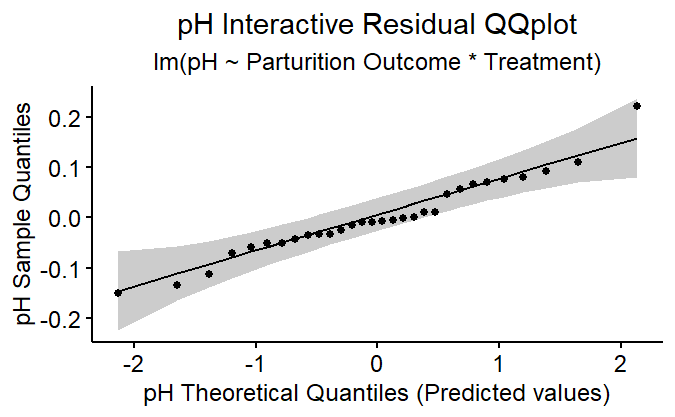 pH Interactive Residual QQplot
lm(pH ~ Parturition Outcome * Treatment)
pH Sample Quantiles
0.2
0.1
0.0
-0.1
-0.2
-2
-1
0
1
2
pH Theoretical Quantiles (Predicted values)